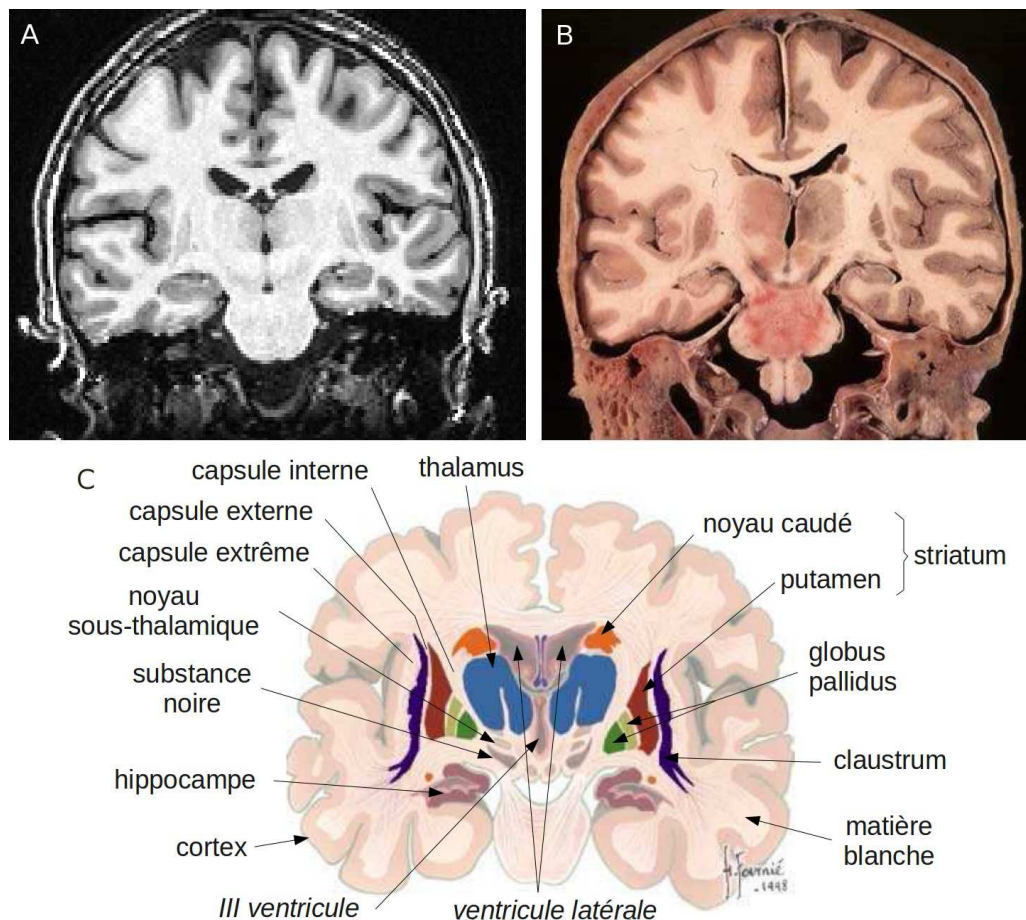 A
B
C
capsule interne
thalamus
capsule externe
noyau caudé
capsule extrême
striatum
putamen
noyau
sous-thalamique
globus
pallidus
substance
noire
claustrum
hippocampe
matière
blanche
cortex
III ventricule
ventricule latérale